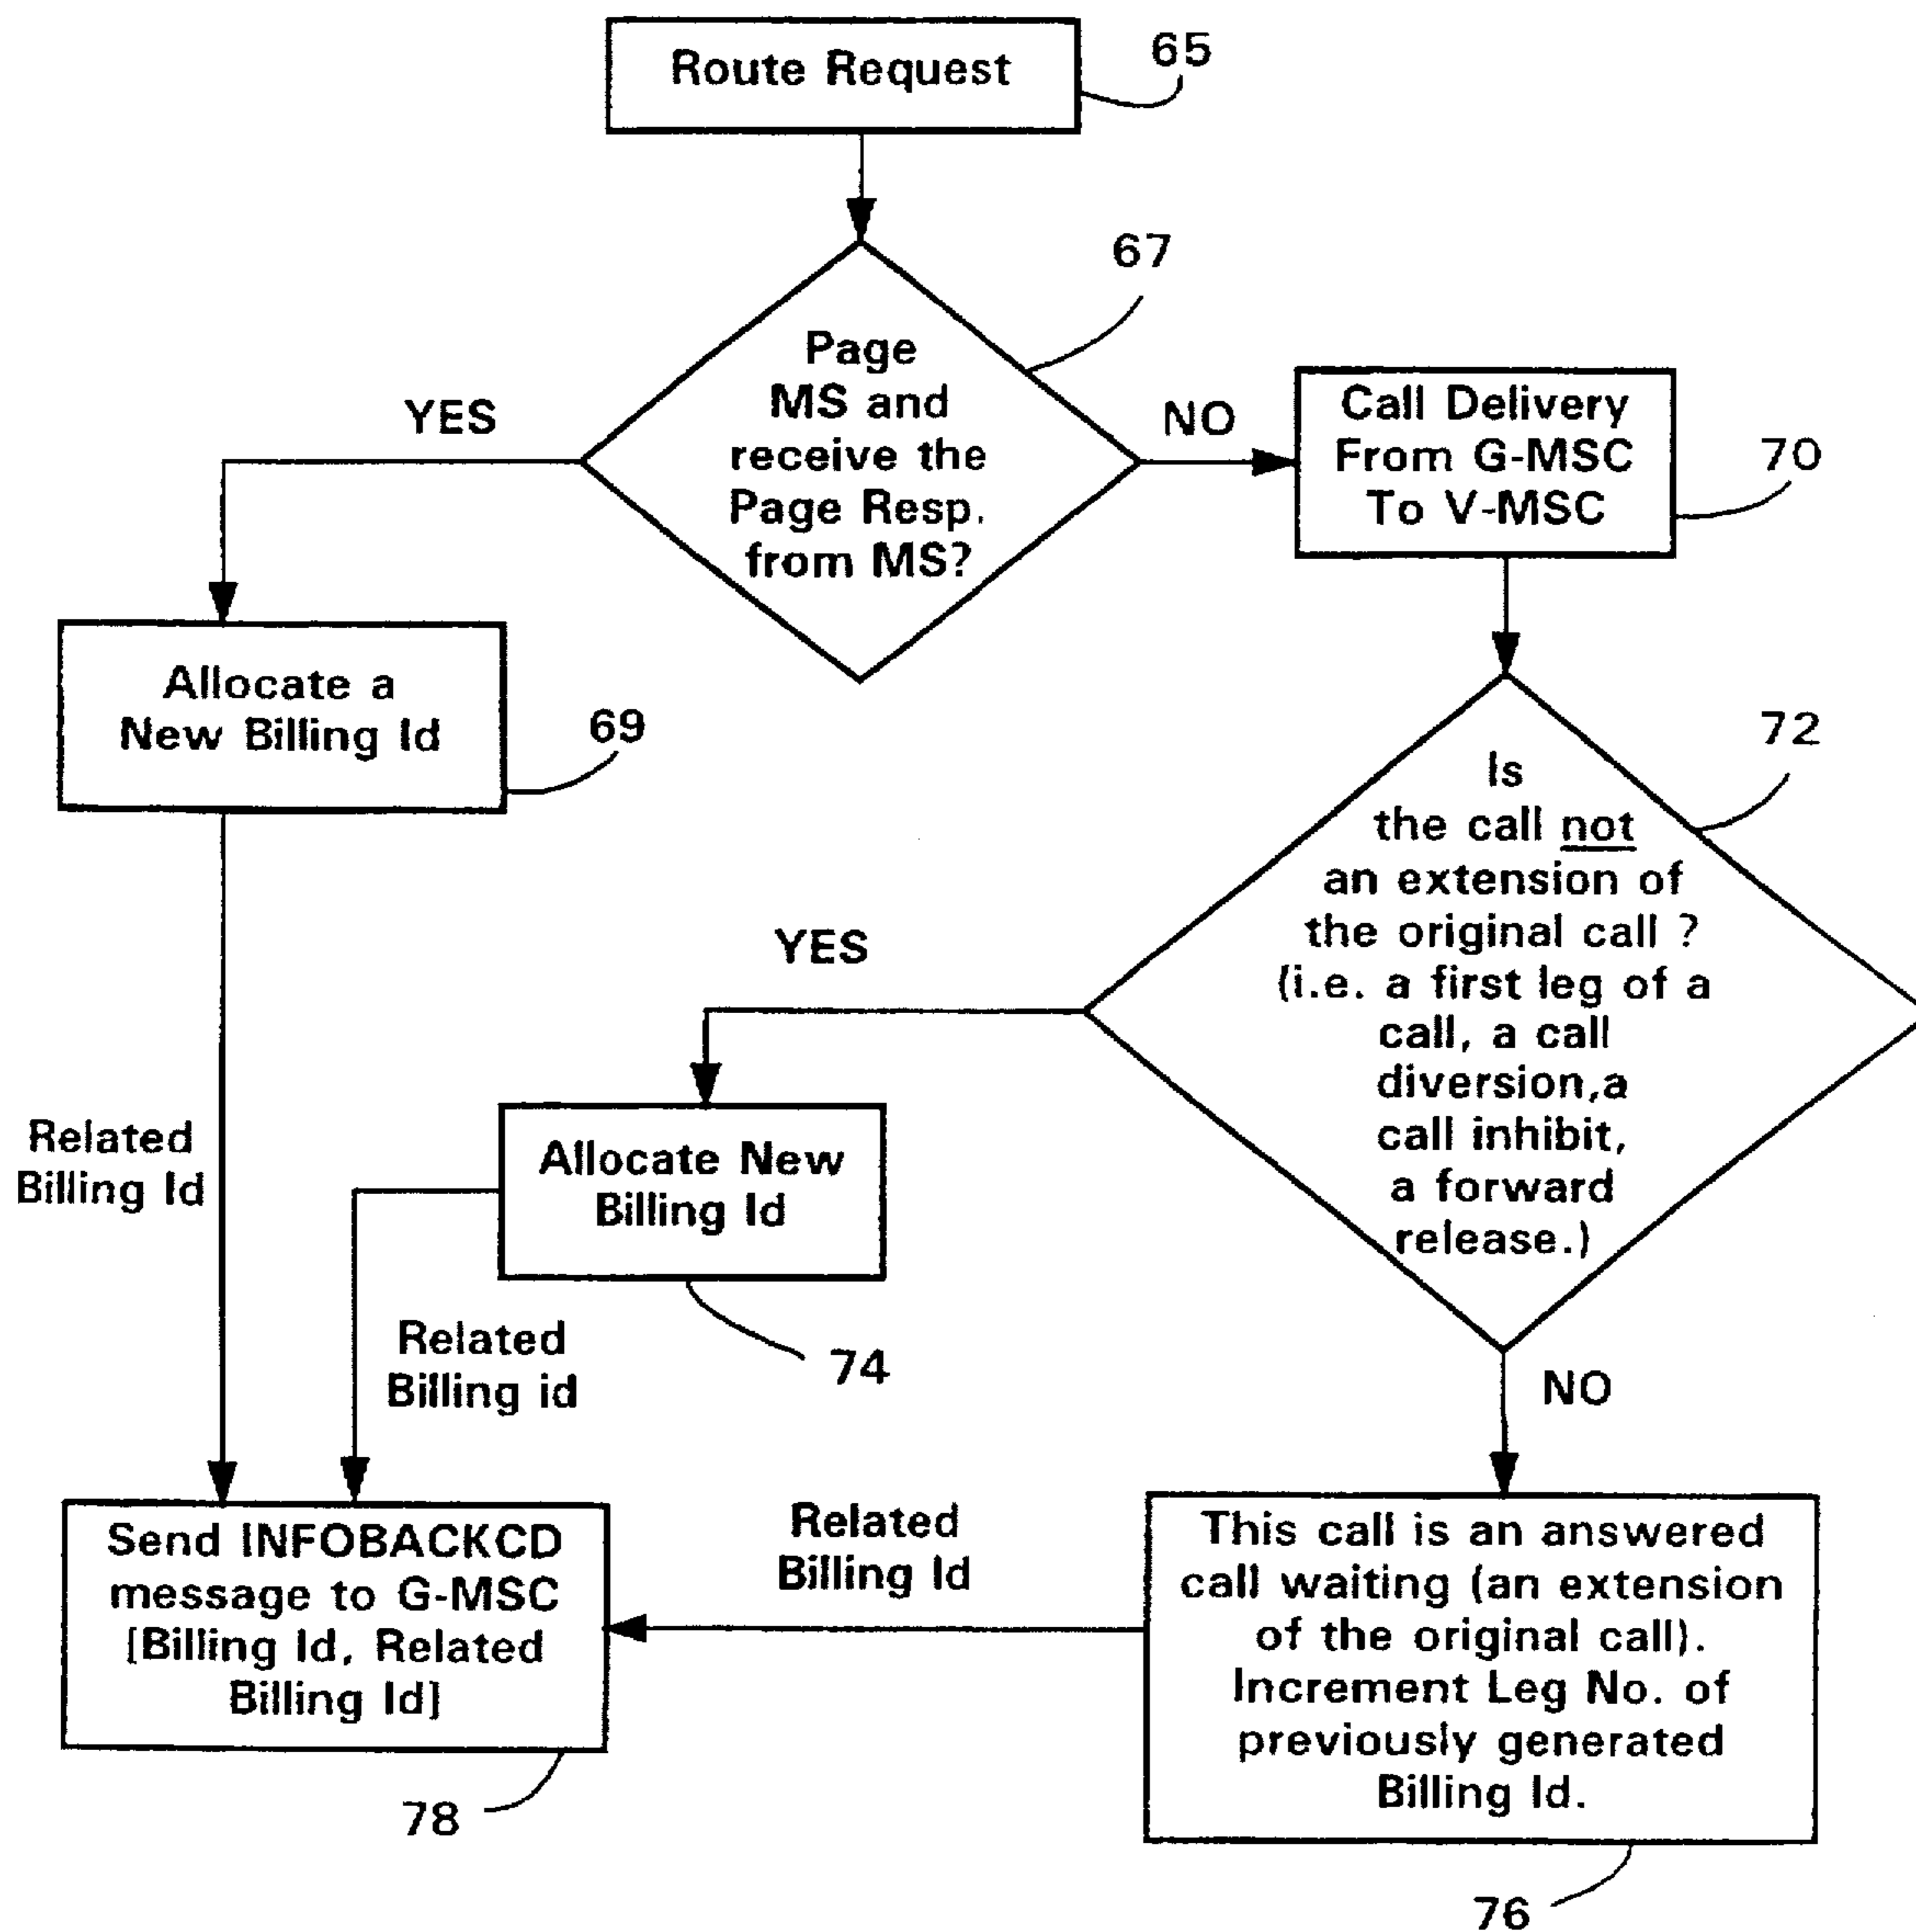 Route Request
65
67
Page
MS and
receive the
Page Resp.
from MS?
YES
NO
Call Delivery
From G-MSC
To V-MSC
70
Allocate a
New Billing Id
69
72
Is
the call not
an extension of
the original call ?
(i.e. a first leg of a
call, a call
diversion,a
call inhibit,
a forward
release.)
YES
Related
Billing Id
Allocate New
Billing Id
74
Related
Billing id
NO
Send INFOBACKCD
message to G-MSC
[Billing Id, Related
Billing Id]
78
Related
Billing Id
This call is an answered
call waiting (an extension
of the original call).
Increment Leg No. of
previously generated
Billing Id.
76